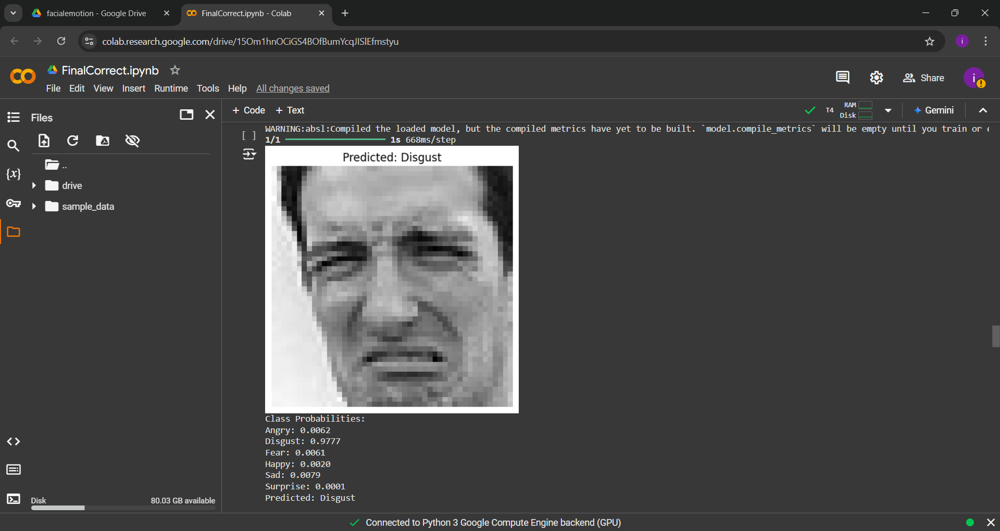 facialemotion - Google Drive
FinalCorrect.ipynb - Colab
colab.research.google.com/drive/15Om1hnOCiGS4BOfBumYcqJISlEfmstyu
i
FinalCorrect.ipynb
File Edit View Insert Runtime Tools Help All changes saved
Share
i
Files
+ Code + Text
T4 RAM
Disk
Gemini
..
drive
sample_data
{x}
[ ]
WARNING:absl:Compiled the loaded model, but the compiled metrics have yet to be built. `model.compile_metrics` will be empty until you train or e
1/1 1s 668ms/step
Predicted: Disgust
Class Probabilities:
Angry: 0.0062
Disgust: 0.9777
Fear: 0.0061
Happy: 0.0020
Sad: 0.0079
Surprise: 0.0001
Predicted: Disgust
Disk 80.03 GB available
Connected to Python 3 Google Compute Engine backend (GPU)